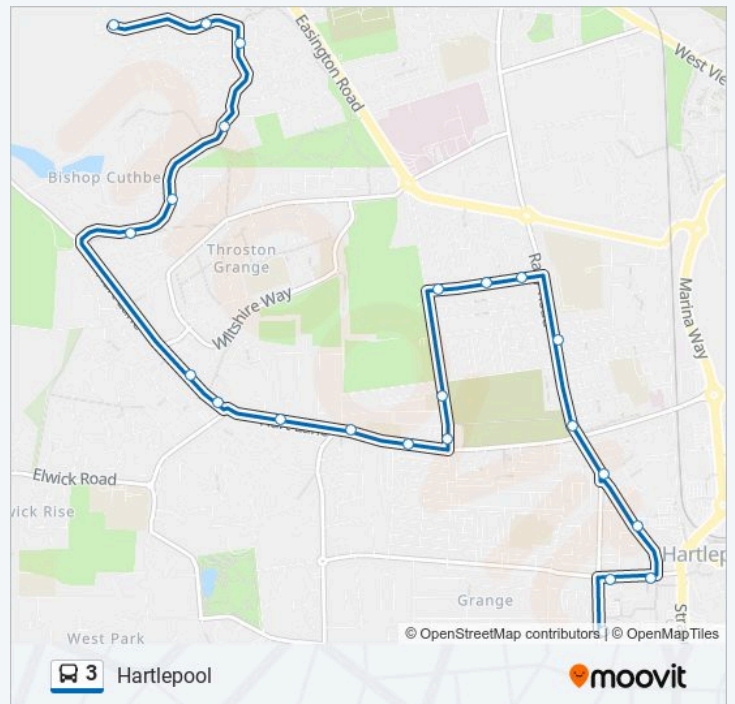 Easington Road
West Vie
Bishop Cuthbe
Throston
Grange
Wiltshire Way
Marina Way
Elwick Road
wick Rise
Hartlep
Grange
West Park
Stra
© OpenStreetMap contributors | © OpenMapTiles
3 Hartlepool
moovit